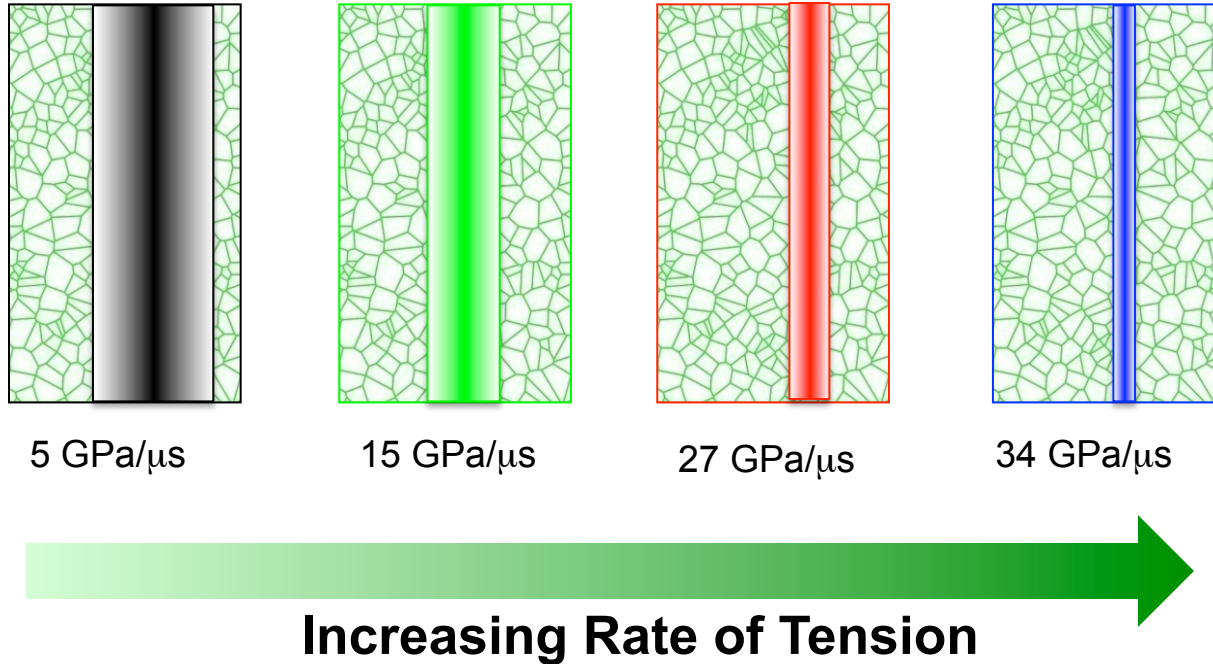 5 GPa/μs
15 GPa/μs
27 GPa/μs
34 GPa/μs
Increasing Rate of Tension